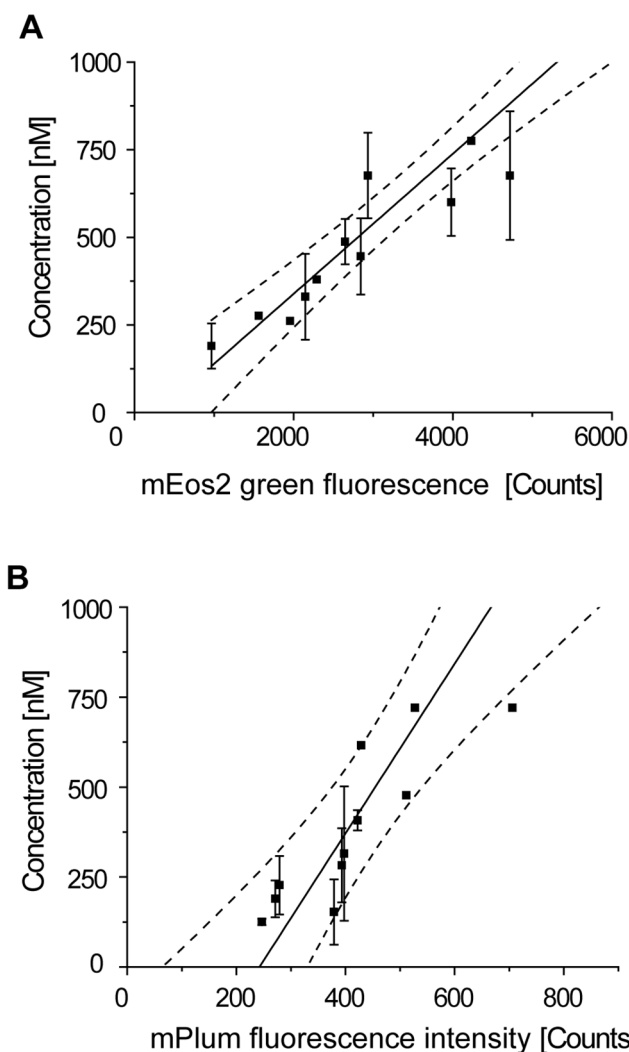 A
1000
750
500
250
0
Concentration [nM]
0 2000 4000 6000
mEos2 green fluorescence [Counts]
B
1000
750
500
250
0
Concentration [nM]
0 200 400 600 800
mPlum fluorescence intensity [Counts